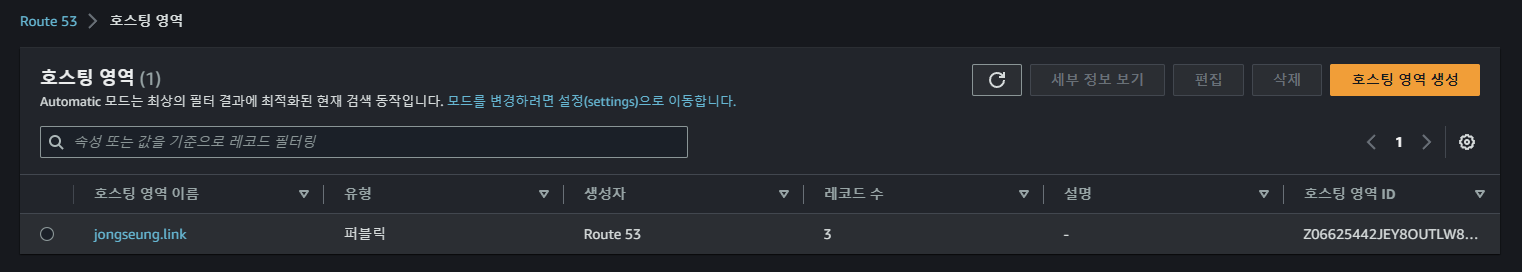 Route 53 > 호스팅 영역
호스팅 영역 (1)
세부 정보 보기 편집 삭제 호스팅 영역 생성
Automatic 모드는 최상의 필터 결과에 최적화된 현재 검색 동작입니다. 모드를 변경하려면 설정(settings)으로 이동합니다.
속성 또는 값을 기준으로 레코드 필터링
1
호스팅 영역 이름 유형 생성자 레코드 수 설명 호스팅 영역 ID
jongseung.link 퍼블릭 Route 53 3 - Z06625442JEY8OUTLW8...